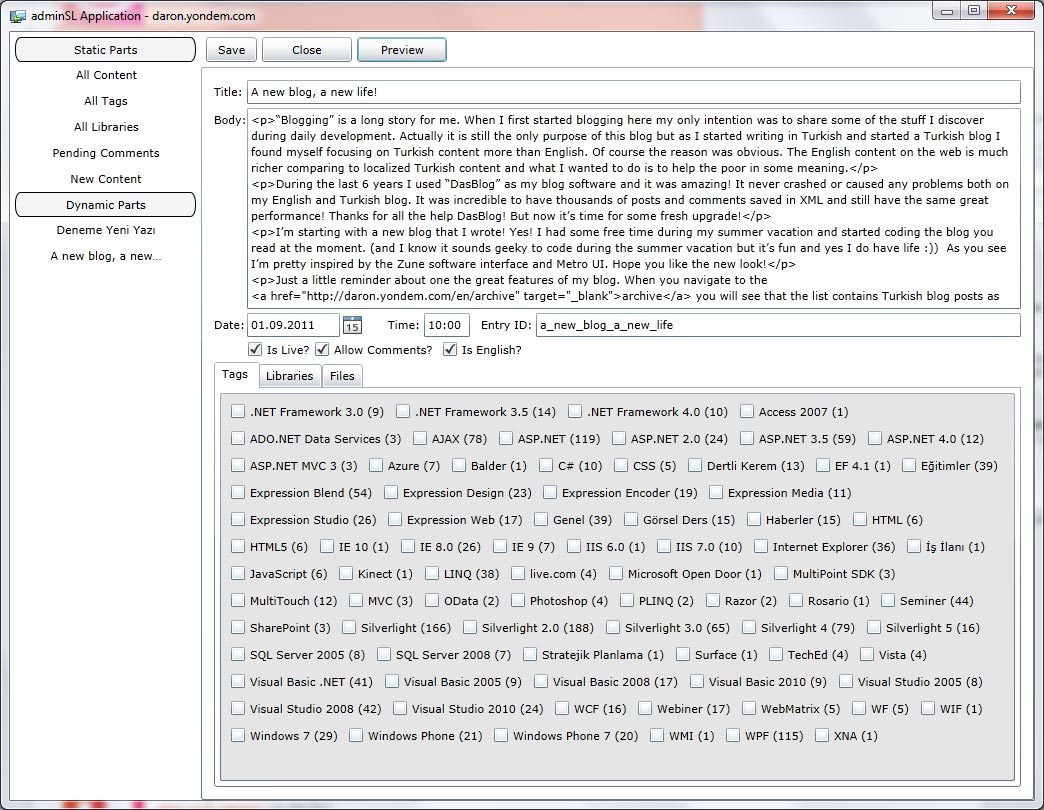 adminSL Application - daron.yondem.com
Static Parts
All Content
All Tags
All Libraries
Pending Comments
New Content
Dynamic Parts
Deneme Yeni Yazı
A new blog, a new...
Save Close Preview
Title: A new blog, a new life!
Body: <p>“Blogging” is a long story for me. When I first started blogging here my only intention was to share some of the stuff I discover
during daily development. Actually it is still the only purpose of this blog but as I started writing in Turkish and started a Turkish blog I
found myself focusing on Turkish content more than English. Of course the reason was obvious. The English content on the web is much
richer comparing to localized Turkish content and what I wanted to do is to help the poor in some meaning.</p>
<p>During the last 6 years I used “DasBlog” as my blog software and it was amazing! It never crashed or caused any problems both on
my English and Turkish blog. It was incredible to have thousands of posts and comments saved in XML and still have the same great
performance! Thanks for all the help DasBlog! But now it’s time for some fresh upgrade!</p>
<p>I’m starting with a new blog that I wrote! Yes! I had some free time during my summer vacation and started coding the blog you
read at the moment. (and I know it sounds geeky to code during the summer vacation but it’s fun and yes I do have life :))  As you see
I’m pretty inspired by the Zune software interface and Metro UI. Hope you like the new look!</p>
<p>Just a little reminder about one the great features of my blog. When you navigate to the
<a href="http://daron.yondem.com/en/archive" target="_blank">archive</a> you will see that the list contains Turkish blog posts as
Date: 01.09.2011 15 Time: 10:00 Entry ID: a_new_blog_a_new_life
Is Live? Allow Comments? Is English?
Tags Libraries Files
.NET Framework 3.0 (9) .NET Framework 3.5 (14) .NET Framework 4.0 (10) Access 2007 (1)
ADO.NET Data Services (3) AJAX (78) ASP.NET (119) ASP.NET 2.0 (24) ASP.NET 3.5 (59) ASP.NET 4.0 (12)
ASP.NET MVC 3 (3) Azure (7) Balder (1) C# (10) CSS (5) Dertli Kerem (13) EF 4.1 (1) Eğitimler (39)
Expression Blend (54) Expression Design (23) Expression Encoder (19) Expression Media (11)
Expression Studio (26) Expression Web (17) Genel (39) Görsel Ders (15) Haberler (15) HTML (6)
HTML5 (6) IE 10 (1) IE 8.0 (26) IE 9 (7) IIS 6.0 (1) IIS 7.0 (10) Internet Explorer (36) İş İlanı (1)
JavaScript (6) Kinect (1) LINQ (38) live.com (4) Microsoft Open Door (1) MultiPoint SDK (3)
MultiTouch (12) MVC (3) OData (2) Photoshop (4) PLINQ (2) Razor (2) Rosario (1) Seminer (44)
SharePoint (3) Silverlight (166) Silverlight 2.0 (188) Silverlight 3.0 (65) Silverlight 4 (79) Silverlight 5 (16)
SQL Server 2005 (8) SQL Server 2008 (7) Stratejik Planlama (1) Surface (1) TechEd (4) Vista (4)
Visual Basic .NET (41) Visual Basic 2005 (9) Visual Basic 2008 (17) Visual Basic 2010 (9) Visual Studio 2005 (8)
Visual Studio 2008 (42) Visual Studio 2010 (24) WCF (16) Webiner (17) WebMatrix (5) WF (5) WIF (1)
Windows 7 (29) Windows Phone (21) Windows Phone 7 (20) WMI (1) WPF (115) XNA (1)